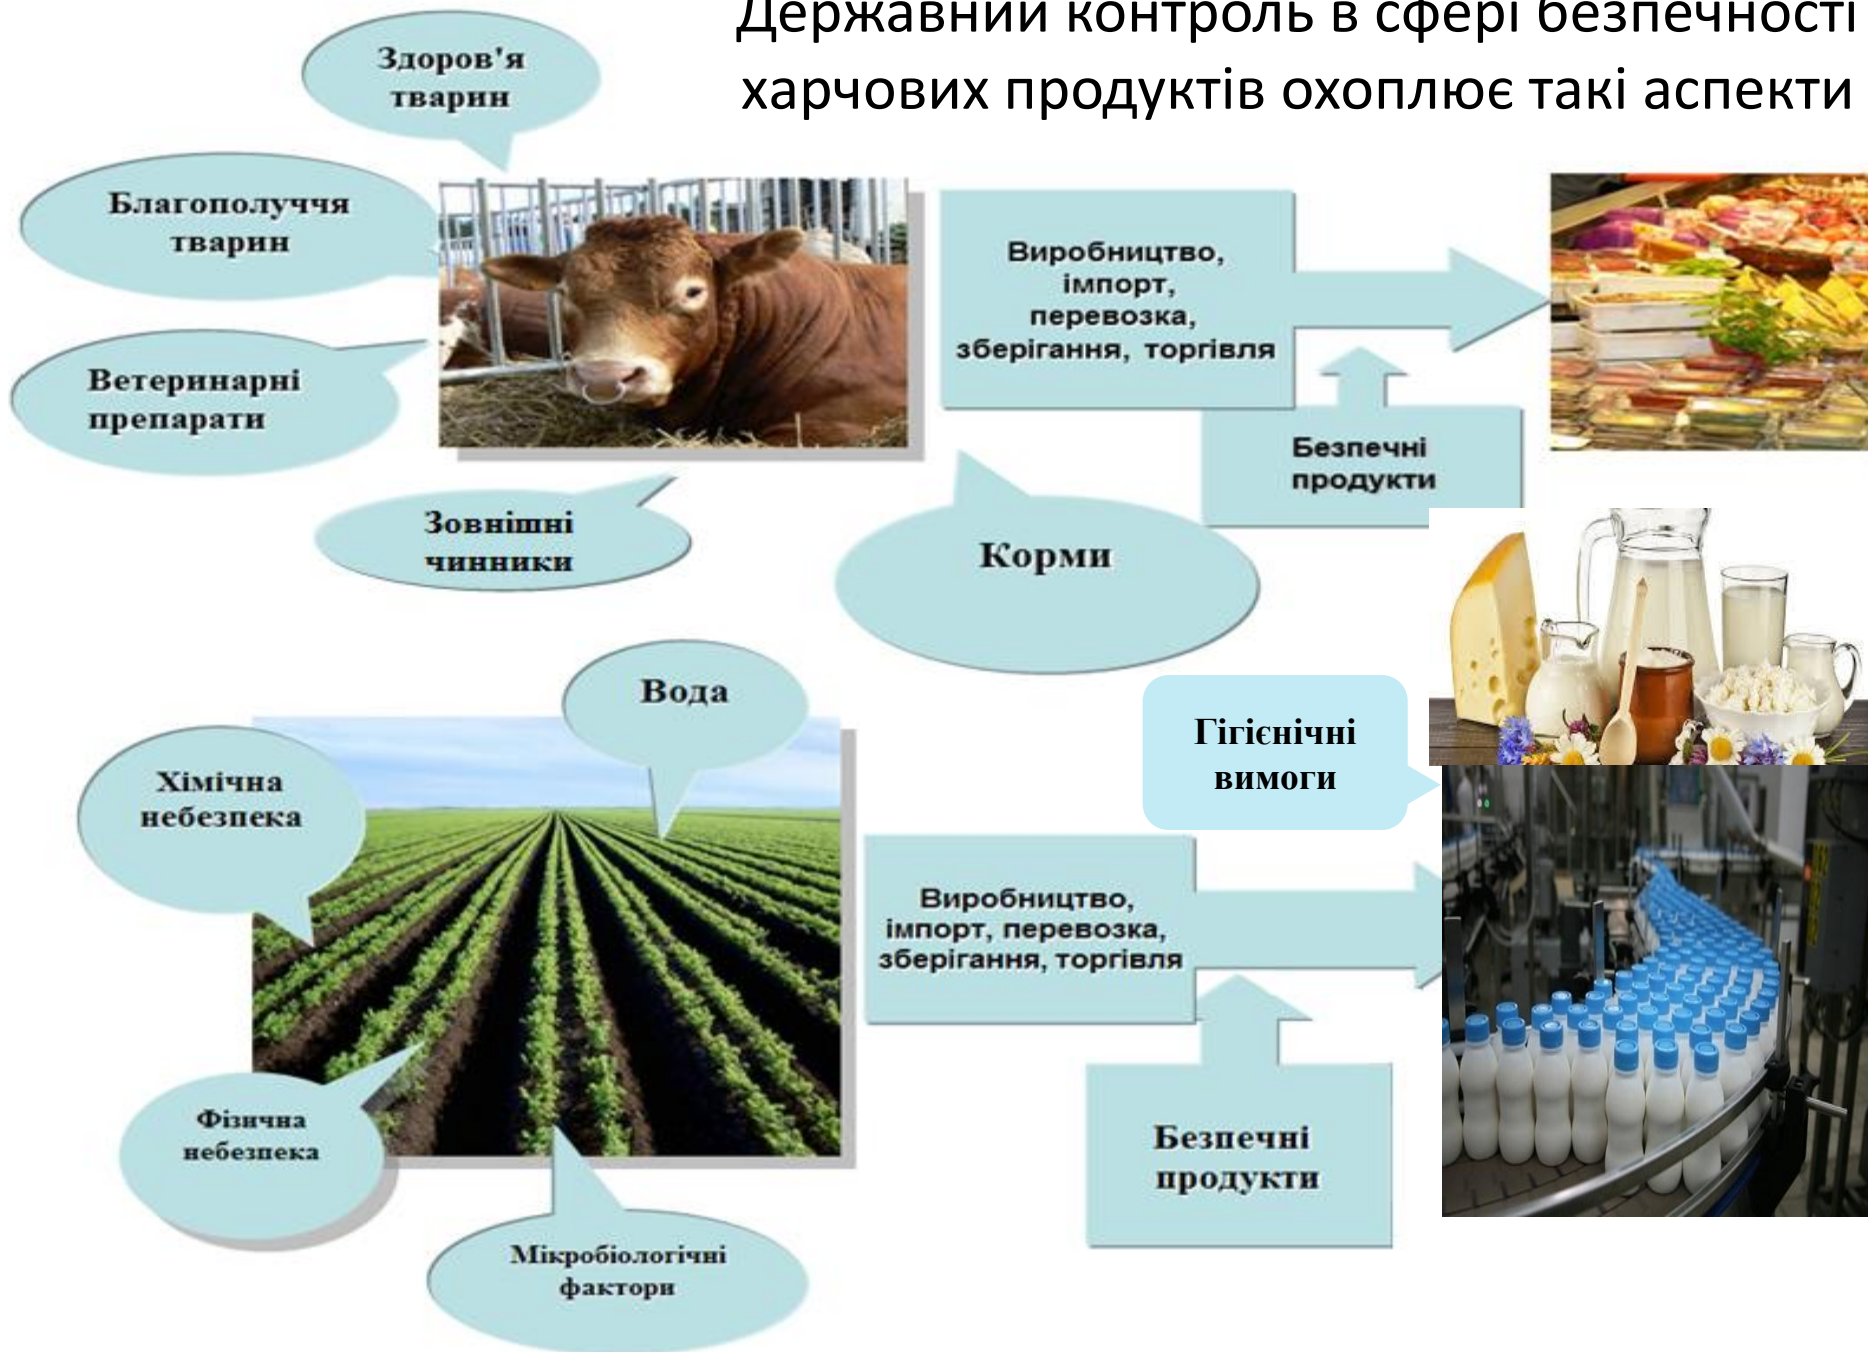 Державний контроль в сфері безпечності
харчових продуктів охоплює такі аспекти
Здоров'я
тварин
Благополуччя
тварин
Ветеринарні
препарати
Зовнішні
чинники
Корми
Виробництво,
імпорт,
перевозка,
зберігання, торгівля
Безпечні
продукти
Вода
Хімічна
небезпека
Фізична
небезпека
Мікробіологічні
фактори
Гігієнічні
вимоги
Виробництво,
імпорт, перевозка,
зберігання, торгівля
Безпечні
продукти